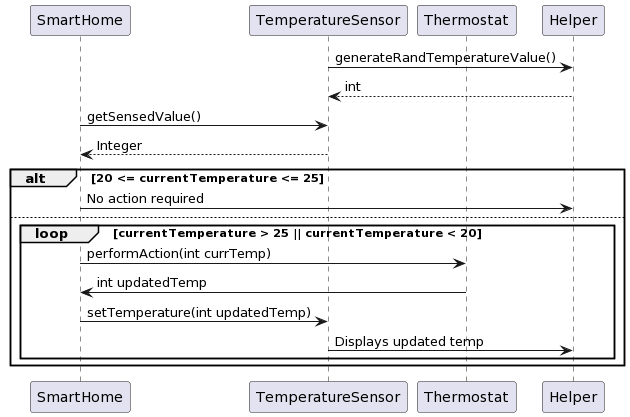 SmartHome TemperatureSensor Thermostat Helper
generateRandTemperatureValue()
int
getSensedValue()
Integer
alt [20 <= currentTemperature <= 25]
No action required
loop [currentTemperature > 25 || currentTemperature < 20]
performAction(int currTemp)
int updatedTemp
setTemperature(int updatedTemp)
Displays updated temp
SmartHome TemperatureSensor Thermostat Helper